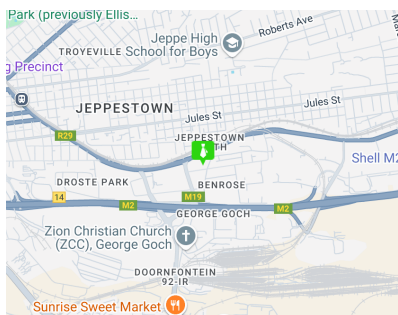 Park (previously Ellis...
Roberts Ave
Jeppe High
School for Boys
TROYEVILLE
g Precinct
JEPPESTOWN
Jules St
Jules St
R29
JEPPESTOWN
TH
Shell M2
DROSTE PARK
BENROSE
14
M19
M2
M2
GEORGE GOCH
Zion Christian Church
(ZCC), George Goch
DOORNFONTEIN
92-IR
Sunrise Sweet Market